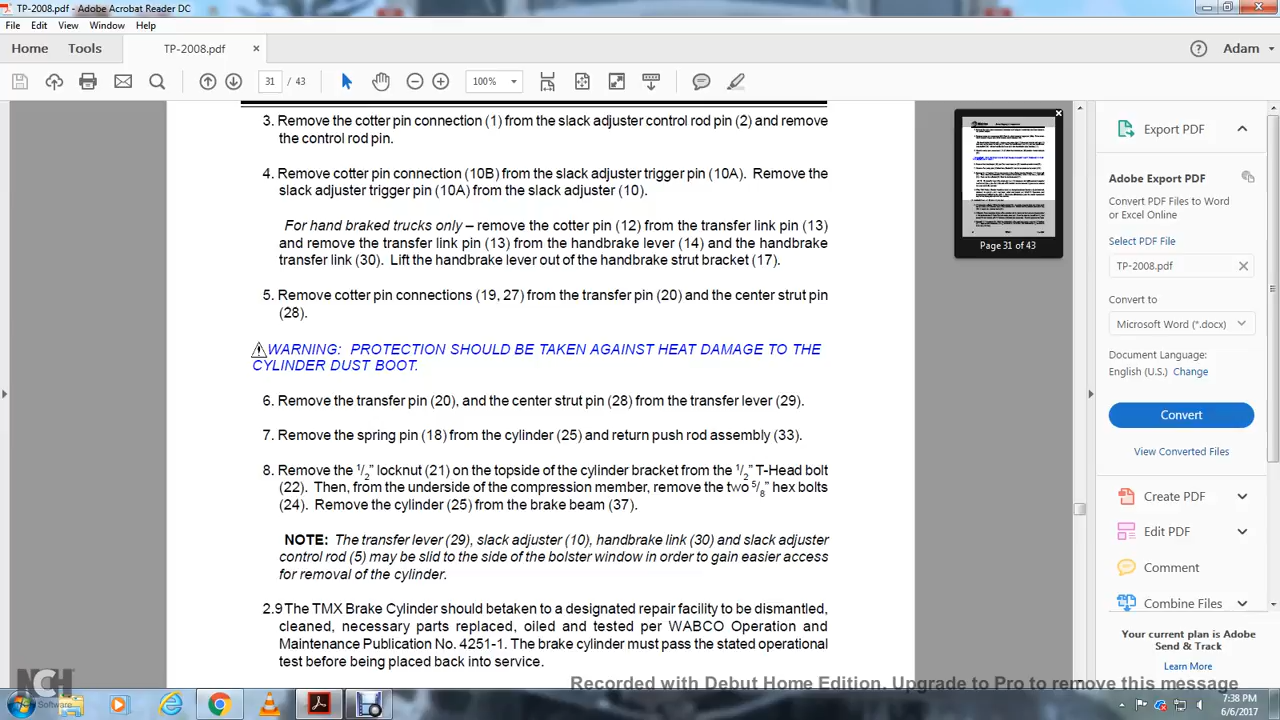 TP-2008.pdf - Adobe Acrobat Reader DC
File Edit View Window Help
Home Tools TP-2008.pdf × Adam
31 / 43 100%
3. Remove the cotter pin connection (1) from the slack adjuster control rod pin (2) and remove
the control rod pin.
4. Remove cotter pin connection (10B) from the slack adjuster trigger pin (10A). Remove the
slack adjuster trigger pin (10A) from the slack adjuster (10).
For hand braked trucks only – remove the cotter pin (12) from the transfer link pin (13)
and remove the transfer link pin (13) from the handbrake lever (14) and the handbrake
transfer link (30). Lift the handbrake lever out of the handbrake strut bracket (17).
5. Remove cotter pin connections (19, 27) from the transfer pin (20) and the center strut pin
(28).
WARNING: PROTECTION SHOULD BE TAKEN AGAINST HEAT DAMAGE TO THE
CYLINDER DUST BOOT.
6. Remove the transfer pin (20), and the center strut pin (28) from the transfer lever (29).
7. Remove the spring pin (18) from the cylinder (25) and return push rod assembly (33).
8. Remove the 1/2" locknut (21) on the topside of the cylinder bracket from the 1/2" T-Head bolt
(22). Then, from the underside of the compression member, remove the two 5/8" hex bolts
(24). Remove the cylinder (25) from the brake beam (37).
NOTE: The transfer lever (29), slack adjuster (10), handbrake link (30) and slack adjuster
control rod (5) may be slid to the side of the bolster window in order to gain easier access
for removal of the cylinder.
2.9 The TMX Brake Cylinder should betaken to a designated repair facility to be dismantled,
cleaned, necessary parts replaced, oiled and tested per WABCO Operation and
Maintenance Publication No. 4251-1. The brake cylinder must pass the stated operational
test before being placed back into service.
Page 31 of 43
Export PDF
Adobe Export PDF
Convert PDF Files to Word
or Excel Online
Select PDF File
TP-2008.pdf
Convert to
Microsoft Word (*.docx)
Document Language:
English (U.S.) Change
Convert
View Converted Files
Create PDF
Edit PDF
Comment
Combine Files
Your current plan is Adobe
Send & Track
Learn More
NCH
Software
Recorded with Debut Home Edition, Upgrade to Pro to remove this message
7:38 PM
6/6/2017